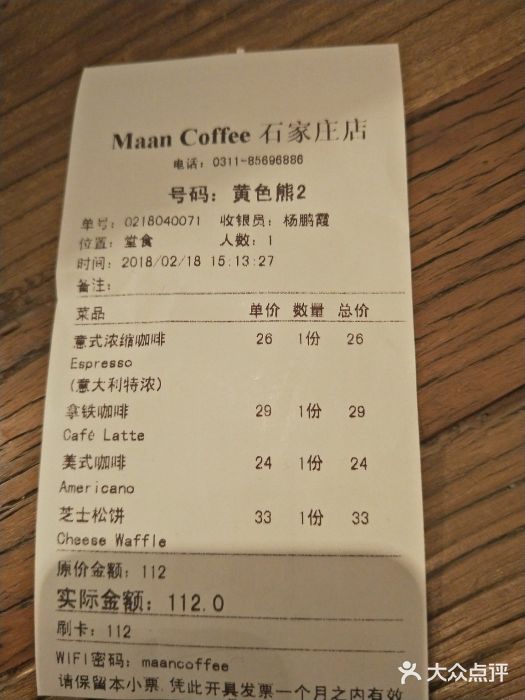 Maan Coffee 石家庄店
电话：0311-85696886
号码：黄色熊2
单号：0218040071 收银员：杨鹏霞
位置：堂食 人数：1
时间：2018/02/18 15:13:27
备注：
菜品 单价 数量 总价
意式浓缩咖啡 26 1份 26
Espresso
(意大利特浓)
拿铁咖啡 29 1份 29
Café Latte
美式咖啡 24 1份 24
Americano
芝士松饼 33 1份 33
Cheese Waffle
原价金额：112
实际金额：112.0
刷卡：112
WIFI密码：maancoffee
请保留本小票.凭此开具发票一个月之内有效
大众点评